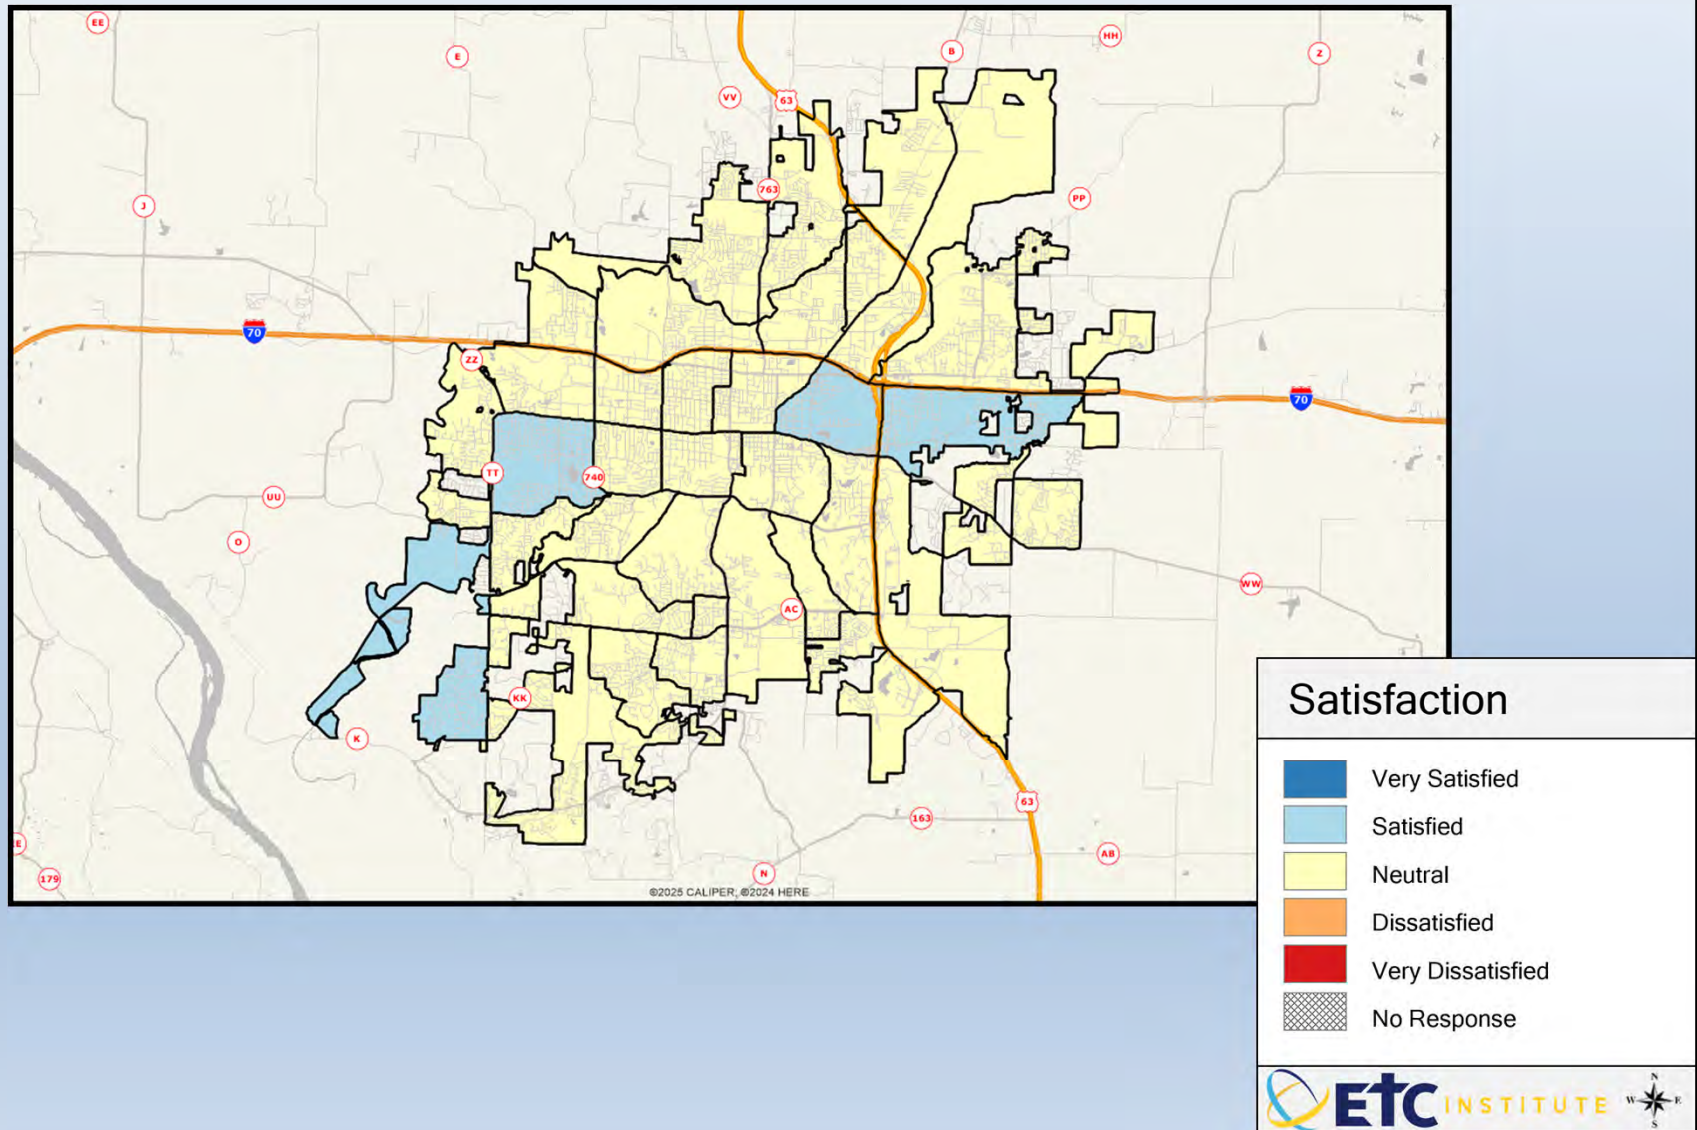 EE
E
B
HH
Z
VV
63
763
J
PP
70
ZZ
70
TT
740
UU
O
WW
AC
KK
K
63
163
EE
AB
179
N
©2025 CALIPER; ©2024 HERE
Satisfaction
Very Satisfied
Satisfied
Neutral
Dissatisfied
Very Dissatisfied
No Response
ETC INSTITUTE
N
W E
S